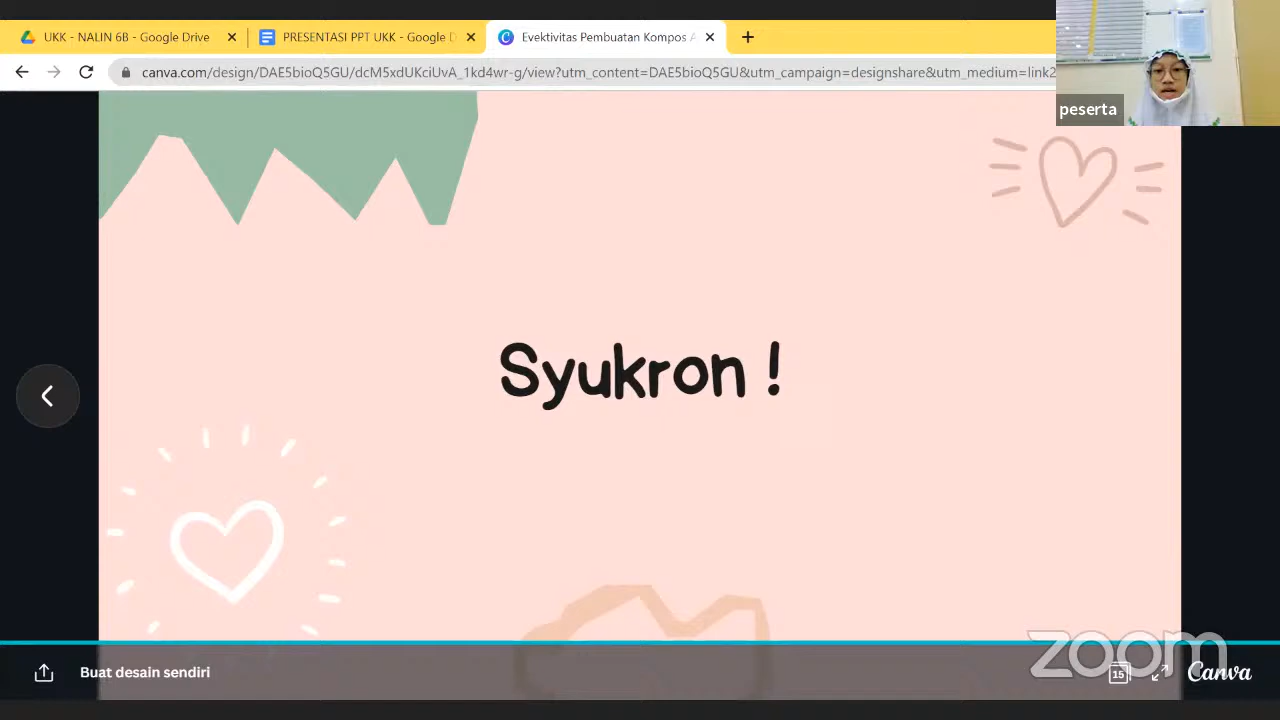 UKK - NALIN 6B - Google Drive
PRESENTASI PPT UKK - Google D
Evektivitas Pembuatan Kompos A
canva.com/design/DAE5bioQ5GU/dcM5xdUKciUvA_1kd4wr-g/view?utm_content=DAE5bioQ5GU&utm_campaign=designshare&utm_medium=link2
peserta
Syukron !
zoom
Buat desain sendiri
15
Canva